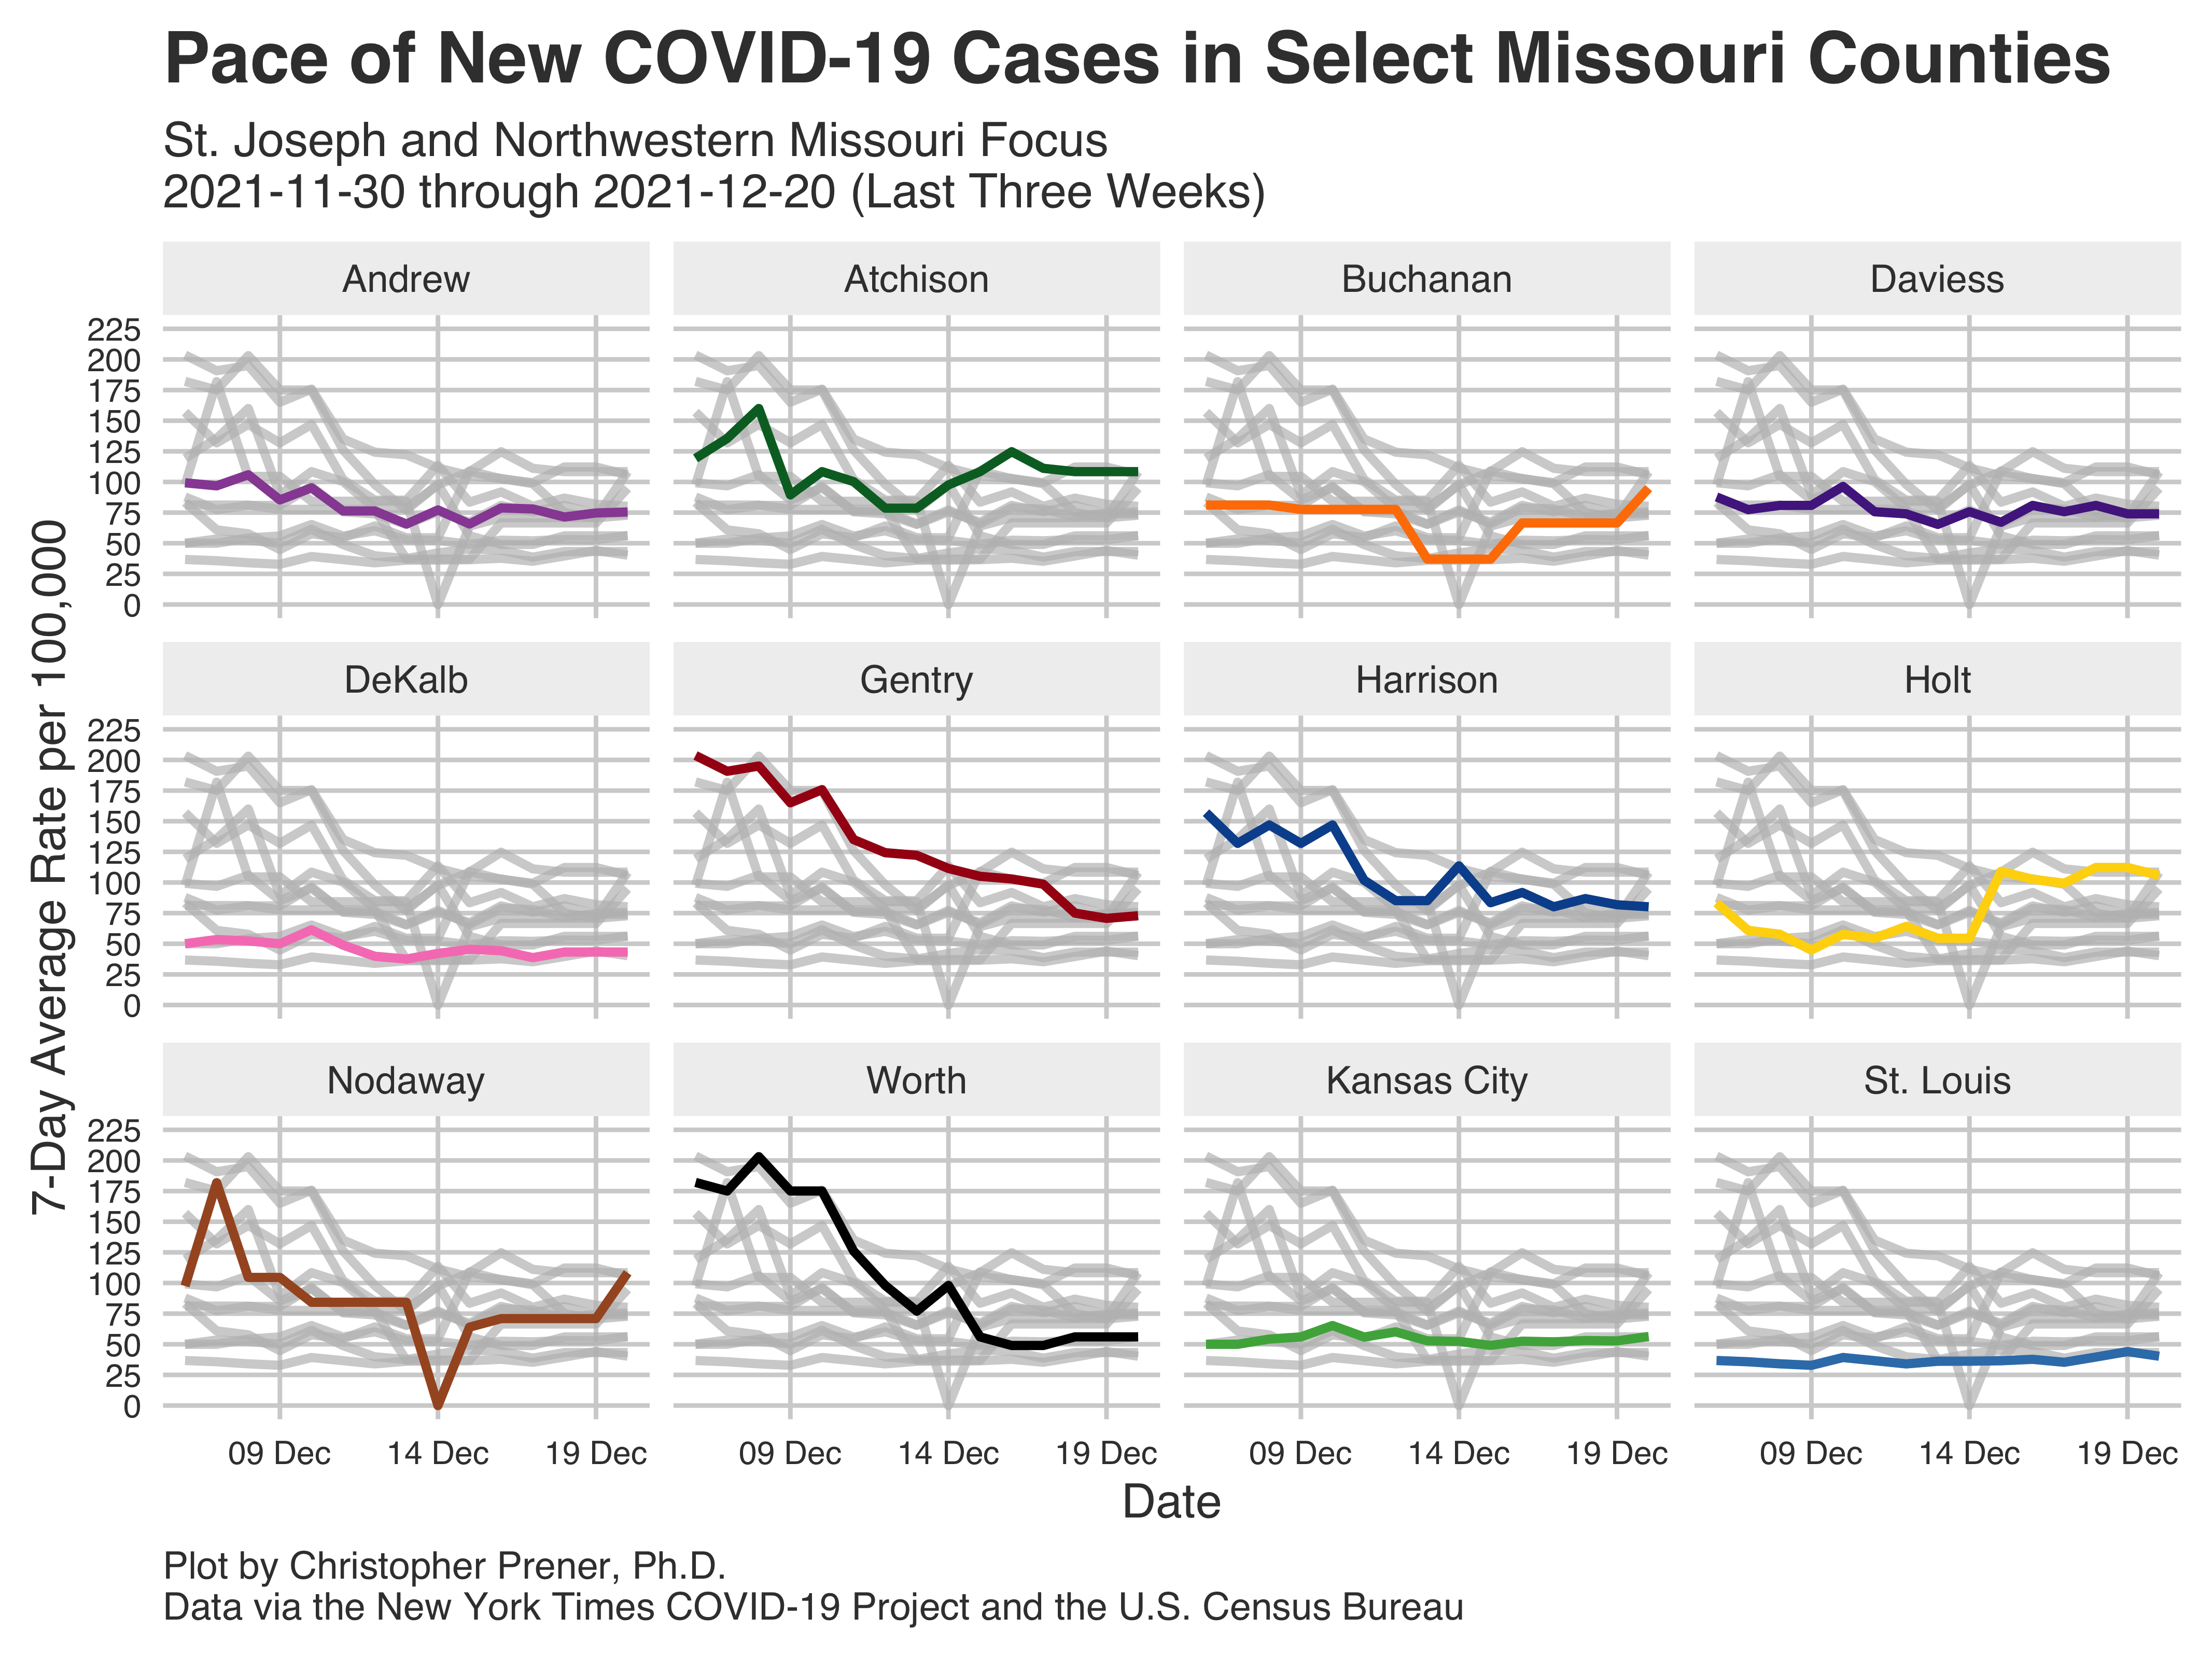 Pace of New COVID-19 Cases in Select Missouri Counties
St. Joseph and Northwestern Missouri Focus
2021-11-30 through 2021-12-20 (Last Three Weeks)
7-Day Average Rate per 100,000
Andrew
Atchison
Buchanan
Daviess
225
200
175
150
125
100
75
50
25
0
DeKalb
Gentry
Harrison
Holt
225
200
175
150
125
100
75
50
25
0
Nodaway
Worth
Kansas City
St. Louis
225
200
175
150
125
100
75
50
25
0
09 Dec 14 Dec 19 Dec
09 Dec 14 Dec 19 Dec
09 Dec 14 Dec 19 Dec
09 Dec 14 Dec 19 Dec
Date
Plot by Christopher Prener, Ph.D.
Data via the New York Times COVID-19 Project and the U.S. Census Bureau